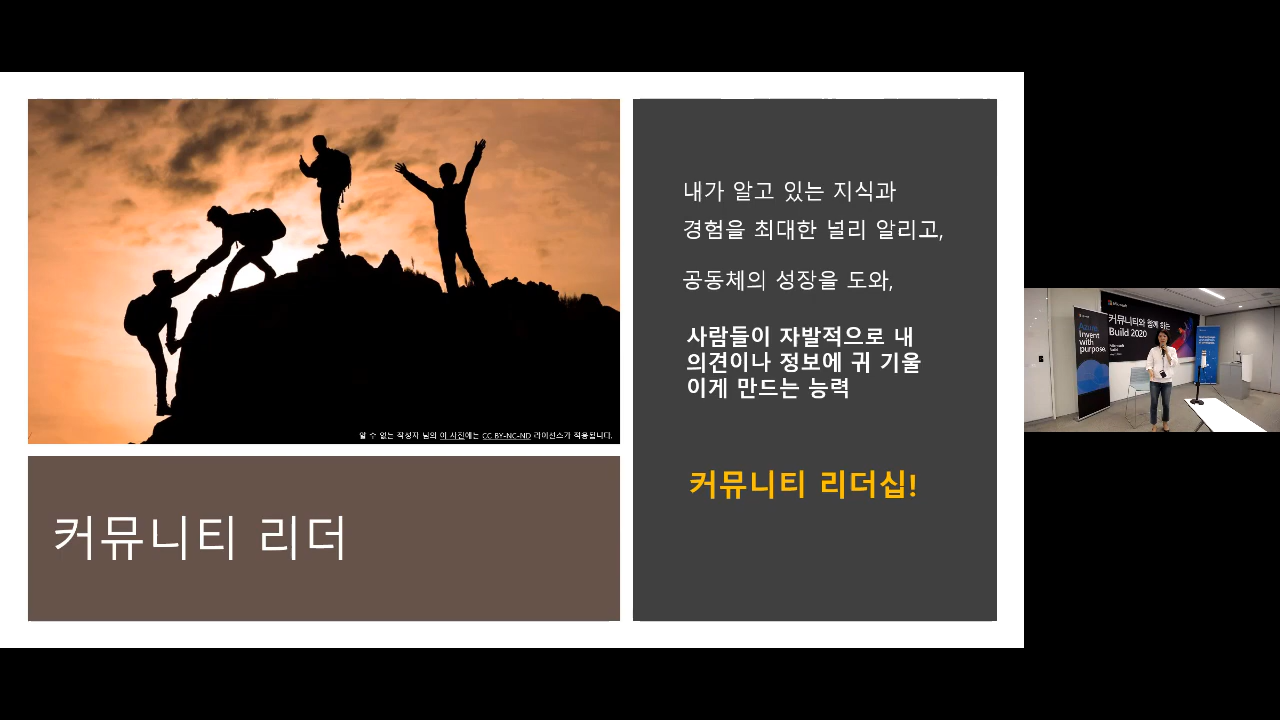 내가 알고 있는 지식과
경험을 최대한 널리 알리고,
공동체의 성장을 도와,
사람들이 자발적으로 내
의견이나 정보에 귀 기울
이게 만드는 능력
커뮤니티 리더십!
알 수 없는 작성자 님의 이 사진에는 CC BY-NC-ND 라이선스가 적용됩니다.
커뮤니티 리더
Microsoft
커뮤니티와 함께 하는
Build 2020
Microsoft
Build
Azure.
Invent
with
purpose.